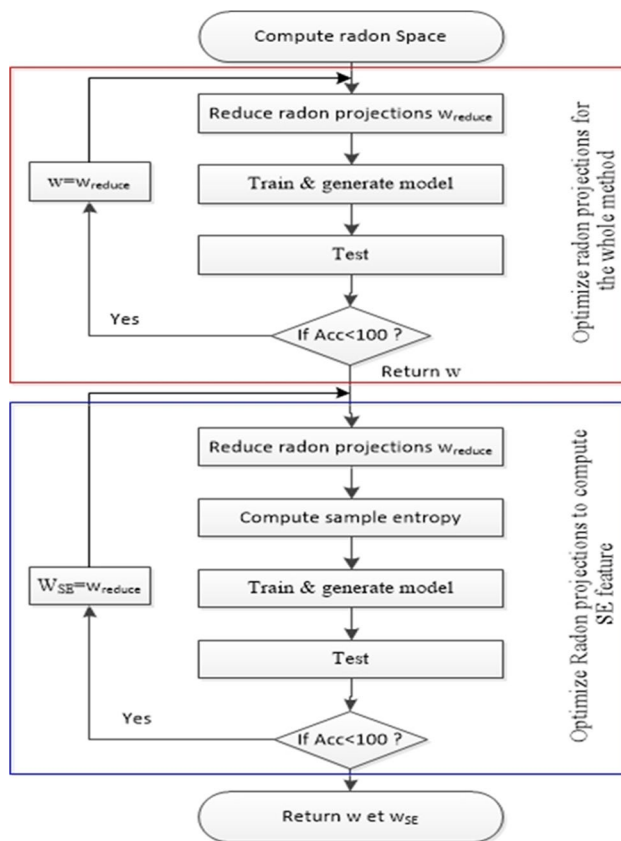 Compute radon Space
Reduce radon projections wreduce
w=wreduce
Train & generate model
Test
Yes
If Acc<100 ?
Return w
Optimize radon projections for
the whole method
Reduce radon projections wreduce
Compute sample entropy
WSE=wreduce
Train & generate model
Test
Yes
If Acc<100 ?
Optimize Radon projections to compute
SE feature
Return w et wSE